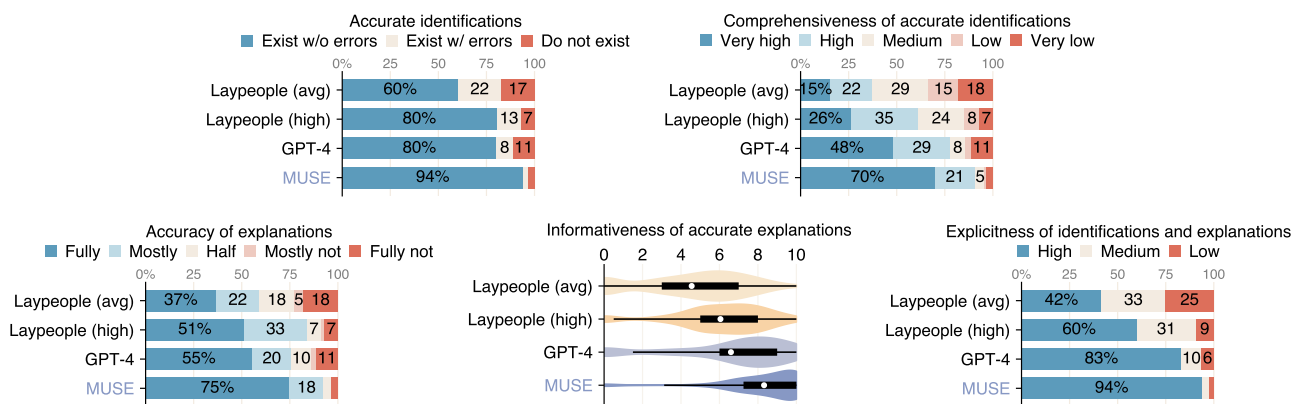 Accurate identifications
Exist w/o errors Exist w/ errors Do not exist
0% 25 50 75 100
Laypeople (avg) 60% 22 17
Laypeople (high) 80% 13 7
GPT-4 80% 8 11
MUSE 94%
Comprehensiveness of accurate identifications
Very high High Medium Low Very low
0% 25 50 75 100
Laypeople (avg) 15% 22 29 15 18
Laypeople (high) 26% 35 24 8 7
GPT-4 48% 29 8 11
MUSE 70% 21 5
Accuracy of explanations
Fully Mostly Half Mostly not Fully not
0% 25 50 75 100
Laypeople (avg) 37% 22 18 5 18
Laypeople (high) 51% 33 7 7
GPT-4 55% 20 10 11
MUSE 75% 18
Informativeness of accurate explanations
0 2 4 6 8 10
Laypeople (avg)
Laypeople (high)
GPT-4
MUSE
Explicitness of identifications and explanations
High Medium Low
0% 25 50 75 100
Laypeople (avg) 42% 33 25
Laypeople (high) 60% 31 9
GPT-4 83% 10 6
MUSE 94%